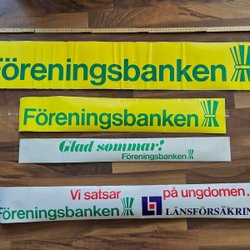 Föreningsbanken
Föreningsbanken
Glad sommar!
Föreningsbanken
Vi satsar på ungdomen..
Föreningsbanken LÄNSFÖRSÄKRIN